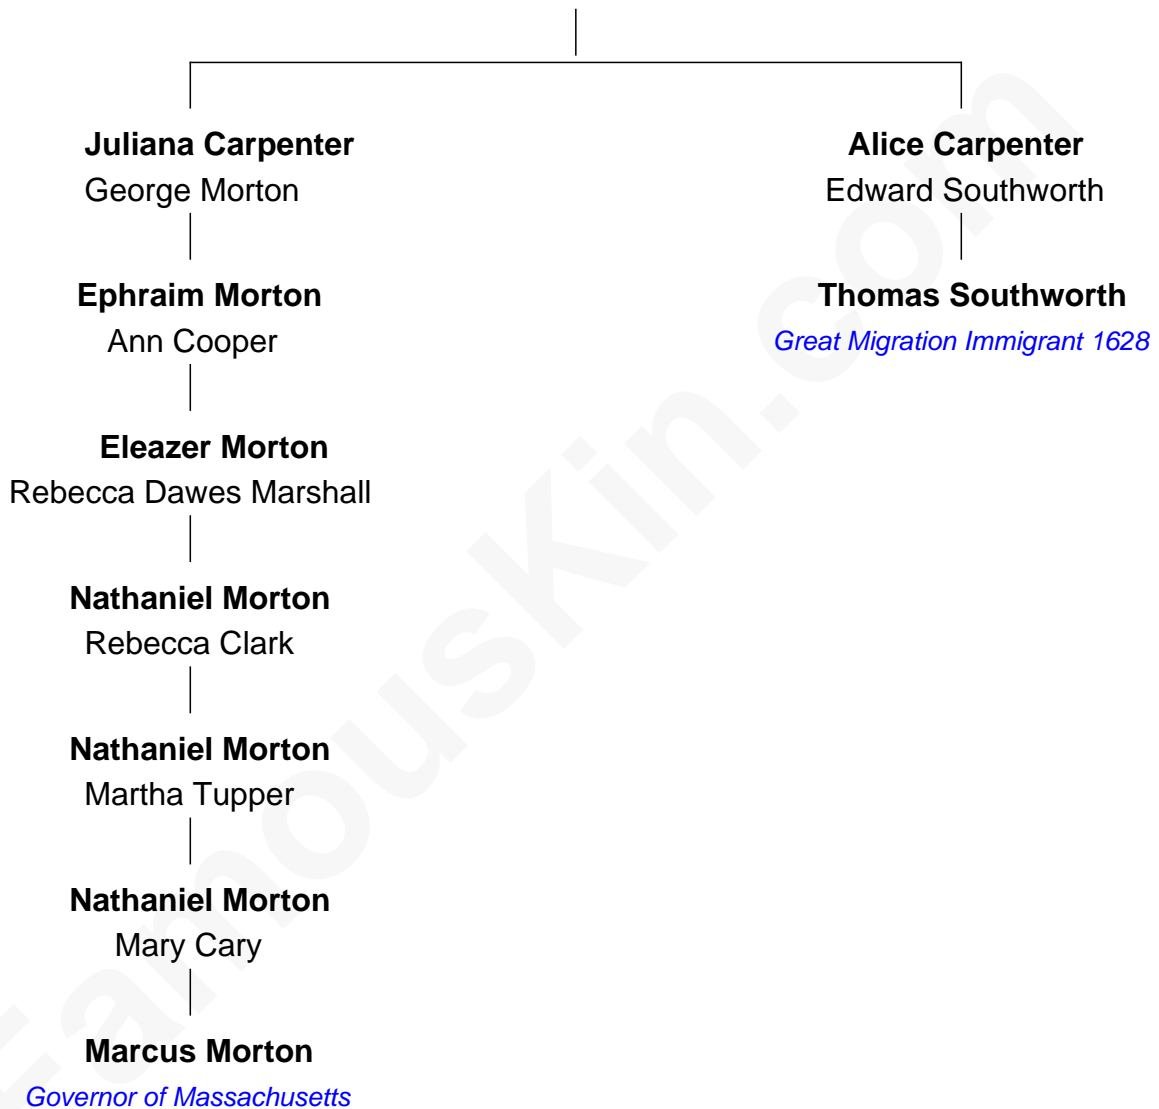 Juliana Carpenter
George Morton
Alice Carpenter
Edward Southworth
Ephraim Morton
Ann Cooper
Thomas Southworth
Great Migration Immigrant 1628
Eleazer Morton
Rebecca Dawes Marshall
Nathaniel Morton
Rebecca Clark
Nathaniel Morton
Martha Tupper
Nathaniel Morton
Mary Cary
Marcus Morton
Governor of Massachusetts
FamousKin.com